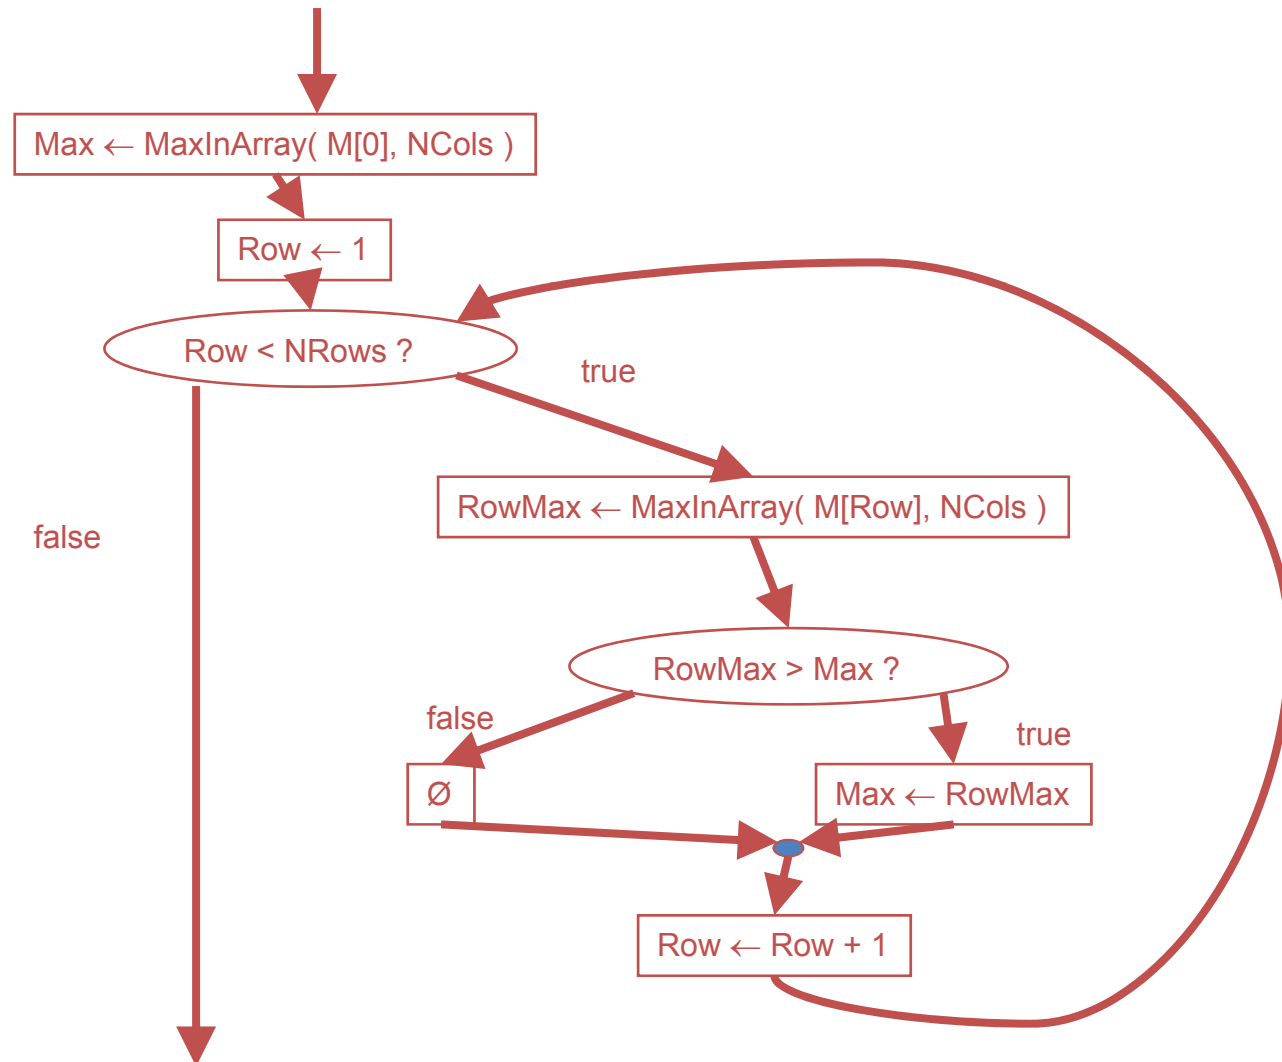 Max ← MaxInArray( M[0], NCols )
Row ← 1
Row < NRows ?
true
RowMax ← MaxInArray( M[Row], NCols )
false
RowMax > Max ?
false
true
Ø
Max ← RowMax
Row ← Row + 1